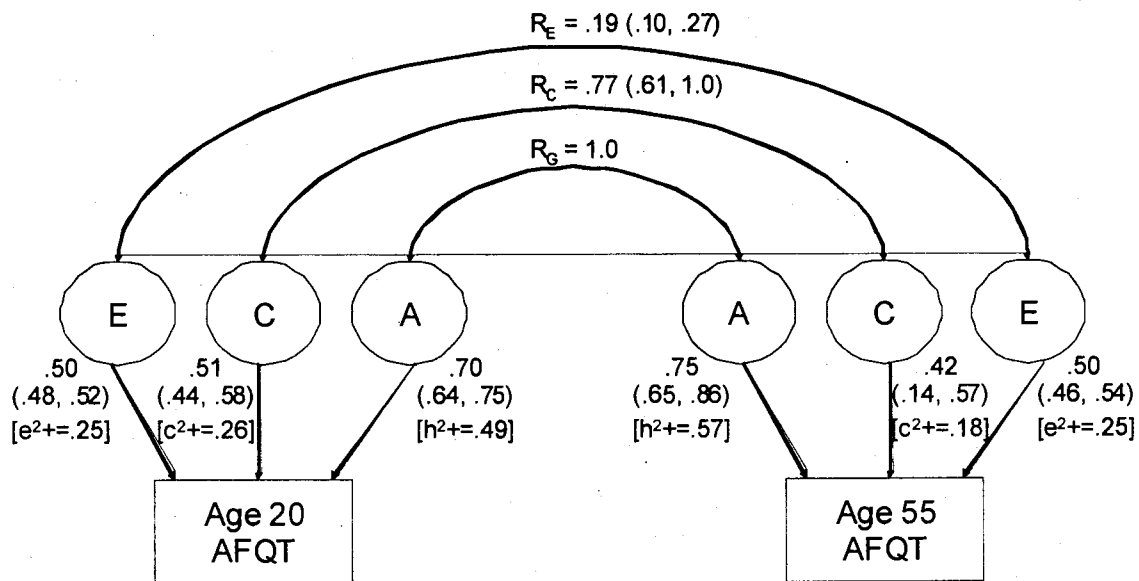 R_E = .19 (.10, .27)
R_C = .77 (.61, 1.0)
R_G = 1.0
E C A A C E
.50 .51 .70 .75 .42 .50
(.48, .52) (.44, .58) (.64, .75) (.65, .86) (.14, .57) (.46, .54)
[e²+=.25] [c²+=.26] [h²+=.49] [h²+=.57] [c²+=.18] [e²+=.25]
Age 20 Age 55
AFQT AFQT